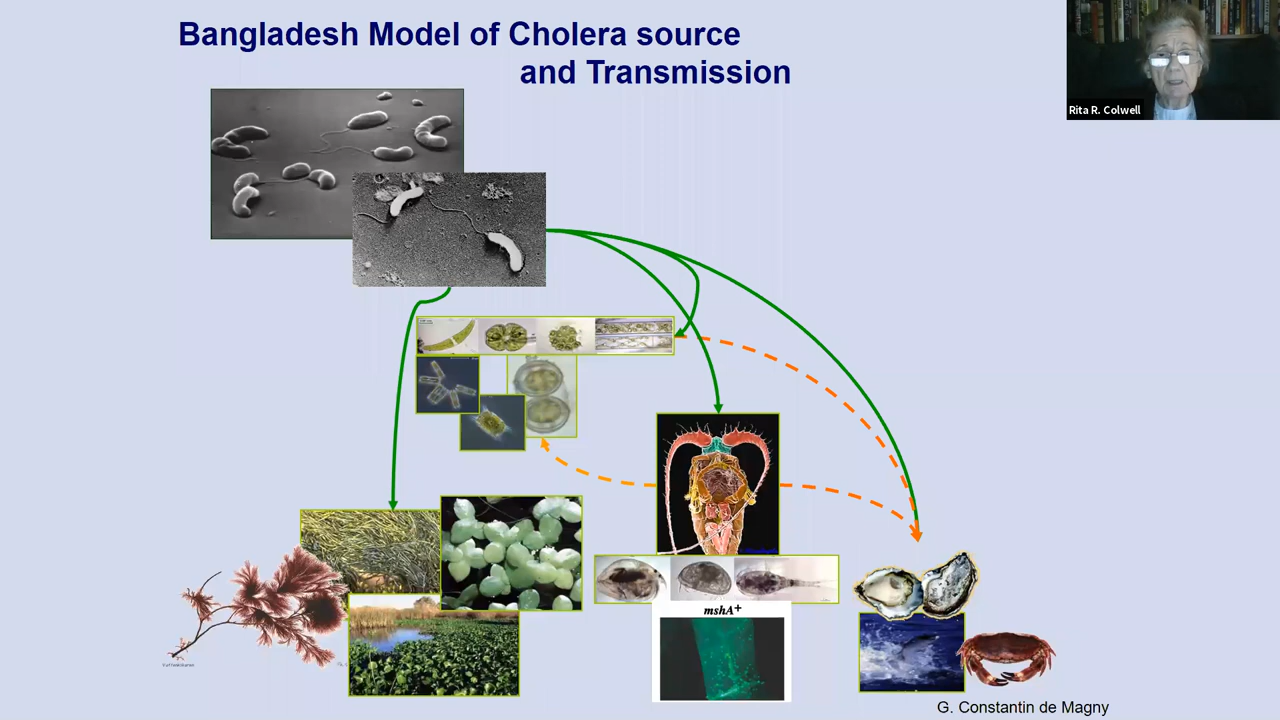 Bangladesh Model of Cholera source
and Transmission
Rita R. Colwell
mshA+
G. Constantin de Magny